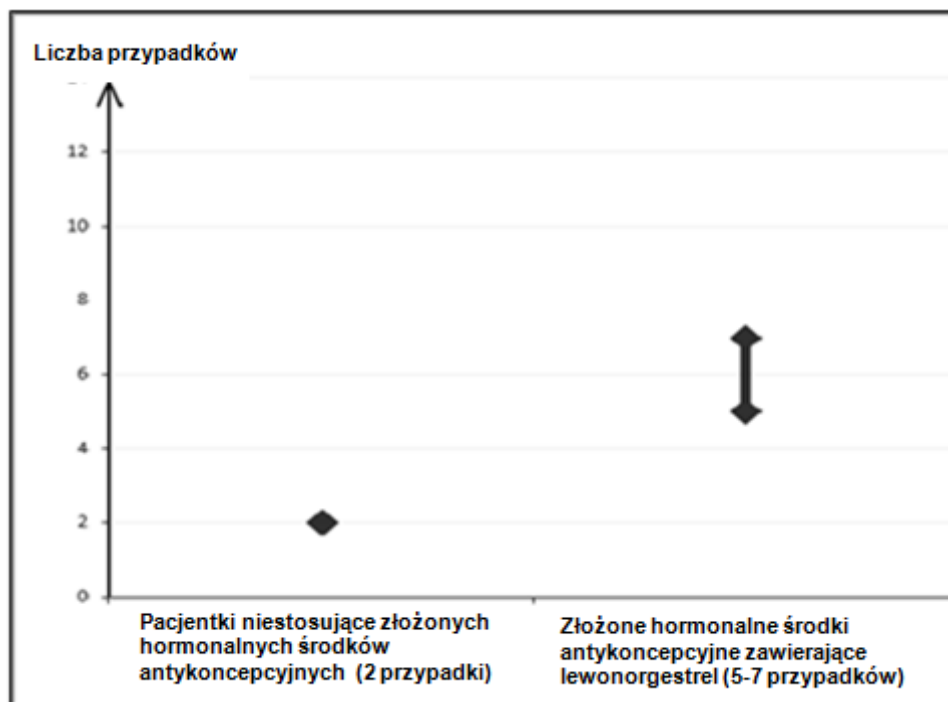 Liczba przypadków
12
10
8
6
4
2
0
Pacjentki niestosujące złożonych
hormonalnych środków
antykoncepcyjnych (2 przypadki)
Złożone hormonalne środki
antykoncepcyjne zawierające
lewonorgestrel (5-7 przypadków)